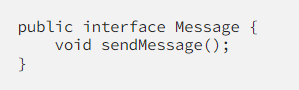 public interface Message {
    void sendMessage();
}